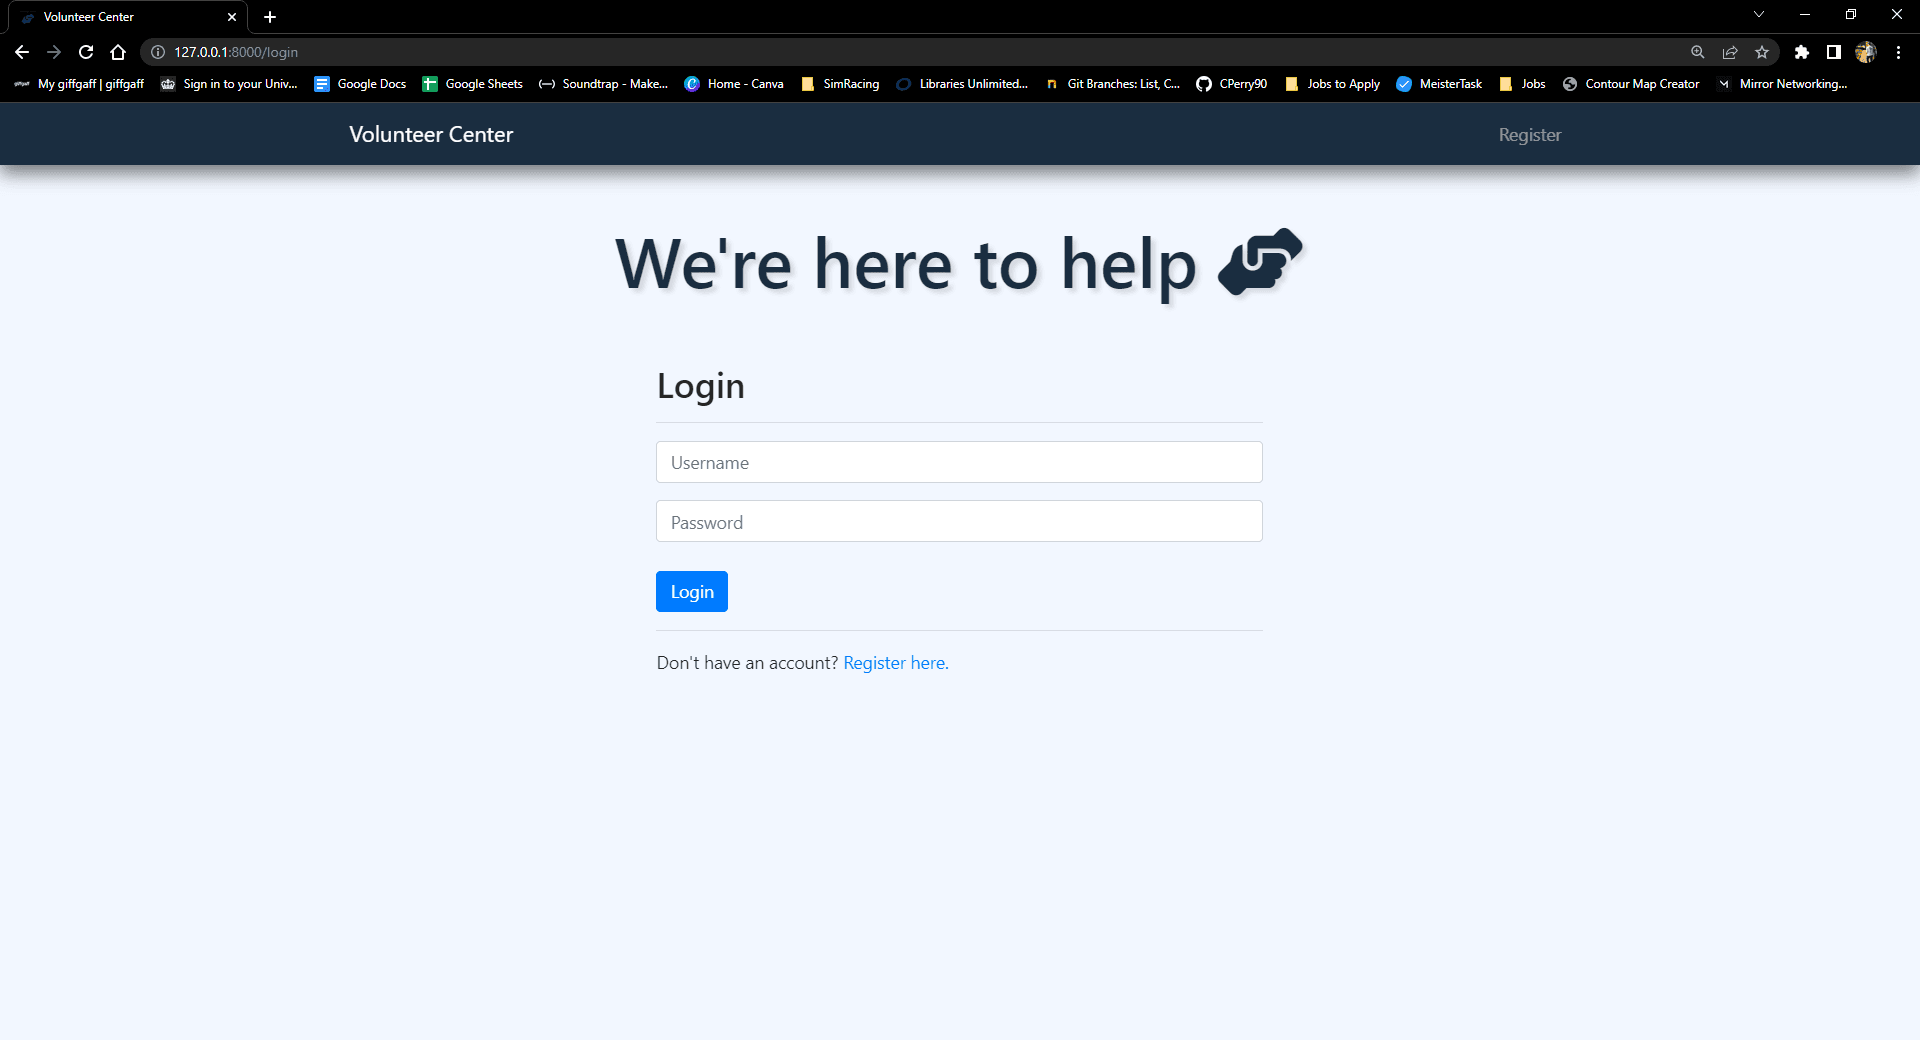 Volunteer Center
127.0.0.1:8000/login
My giffgaff | giffgaff Sign in to your Univ... Google Docs Google Sheets Soundtrap - Make... Home - Canva SimRacing Libraries Unlimited... Git Branches: List, C... CPerry90 Jobs to Apply MeisterTask Jobs Contour Map Creator Mirror Networking...
Volunteer Center Register
We're here to help
Login
Username
Password
Login
Don't have an account? Register here.